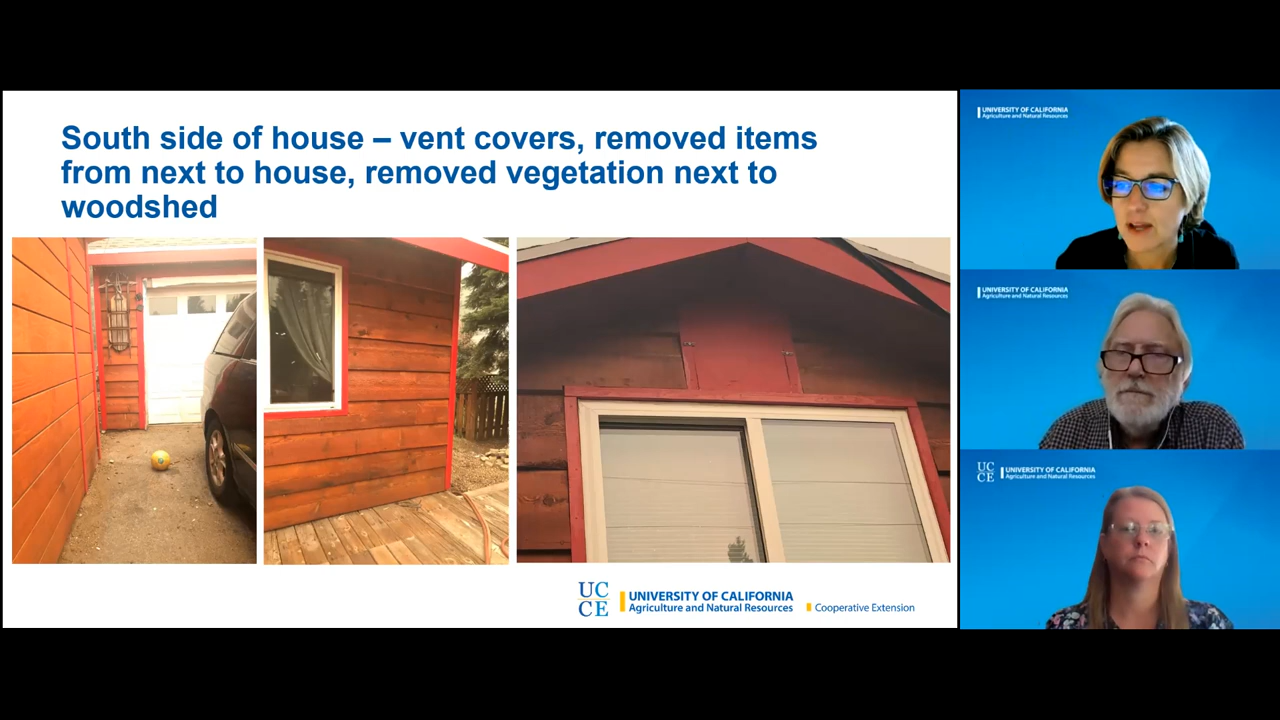 South side of house – vent covers, removed items
from next to house, removed vegetation next to
woodshed
UC
CE
UNIVERSITY OF CALIFORNIA
Agriculture and Natural Resources
Cooperative Extension
UNIVERSITY OF CALIFORNIA
Agriculture and Natural Resources
UNIVERSITY OF CALIFORNIA
Agriculture and Natural Resources
UC
CE
UNIVERSITY OF CALIFORNIA
Agriculture and Natural Resources